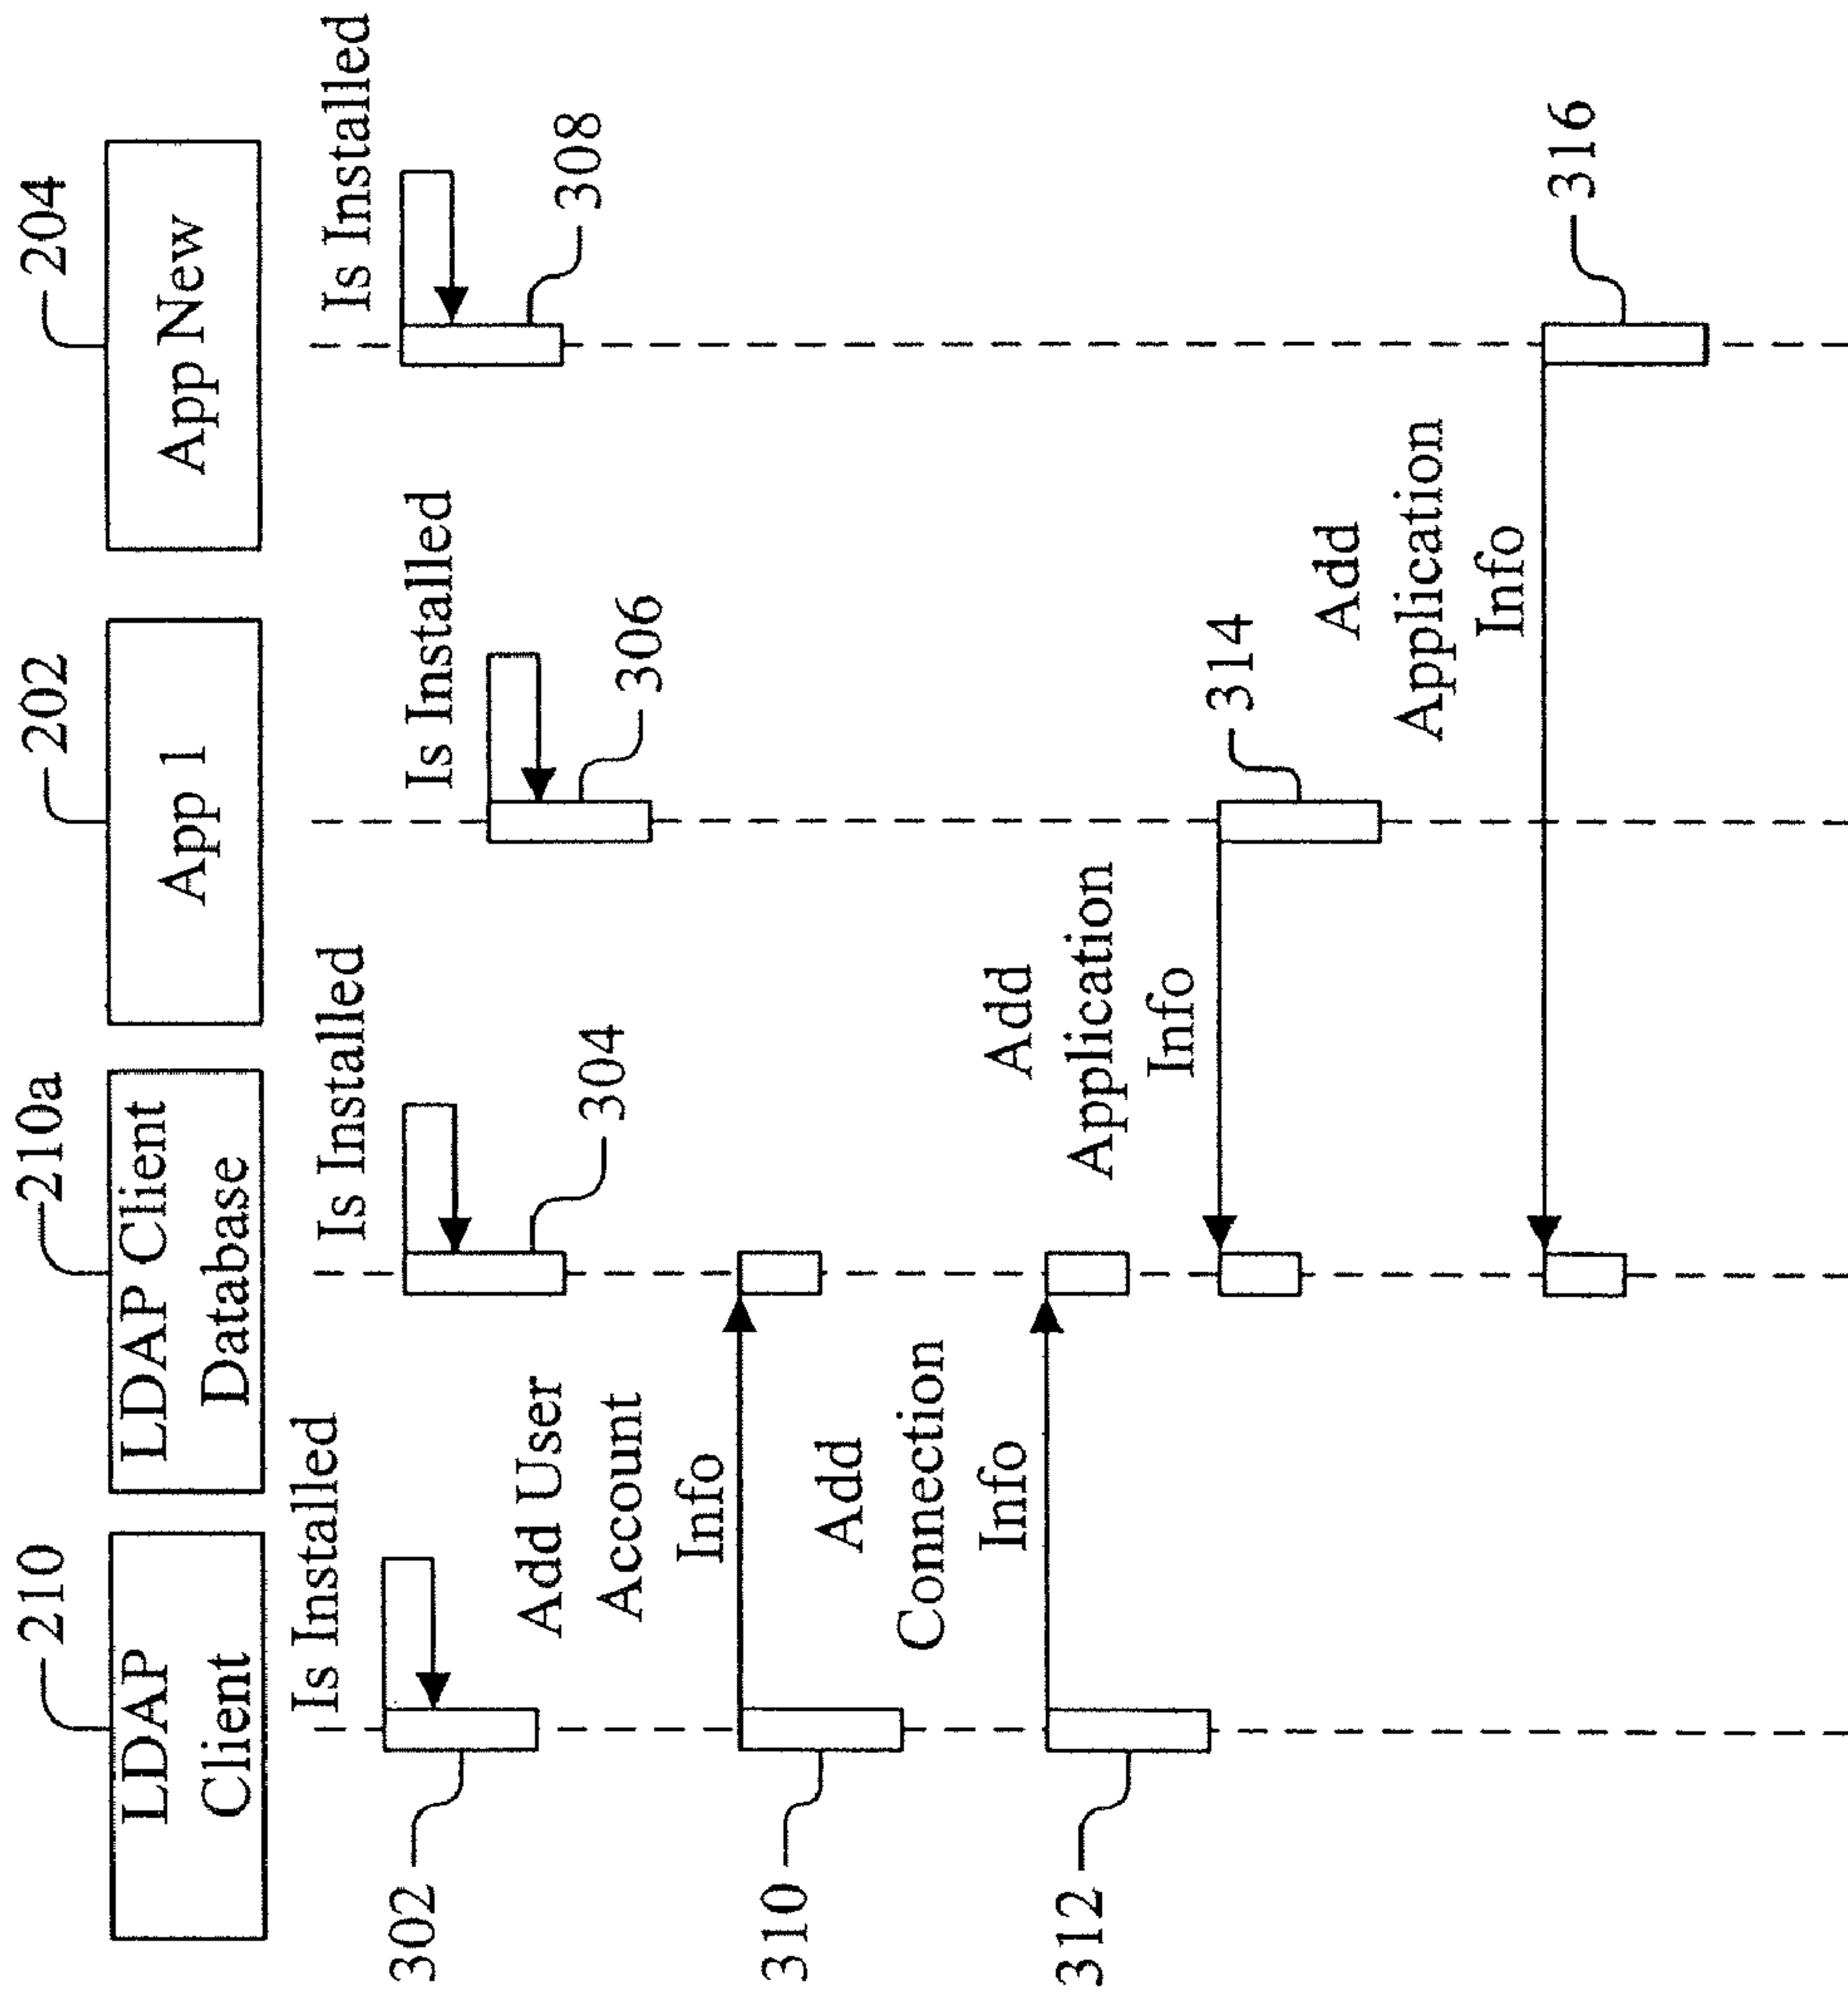 210
210a
202
204
LDAP
Client
LDAP Client
Database
App 1
App New
Is Installed
Is Installed
Is Installed
Is Installed
302
304
306
308
Add User
Account
Info
310
Add
Connection
Info
312
Add
Application
Info
314
Add
Application
Info
316